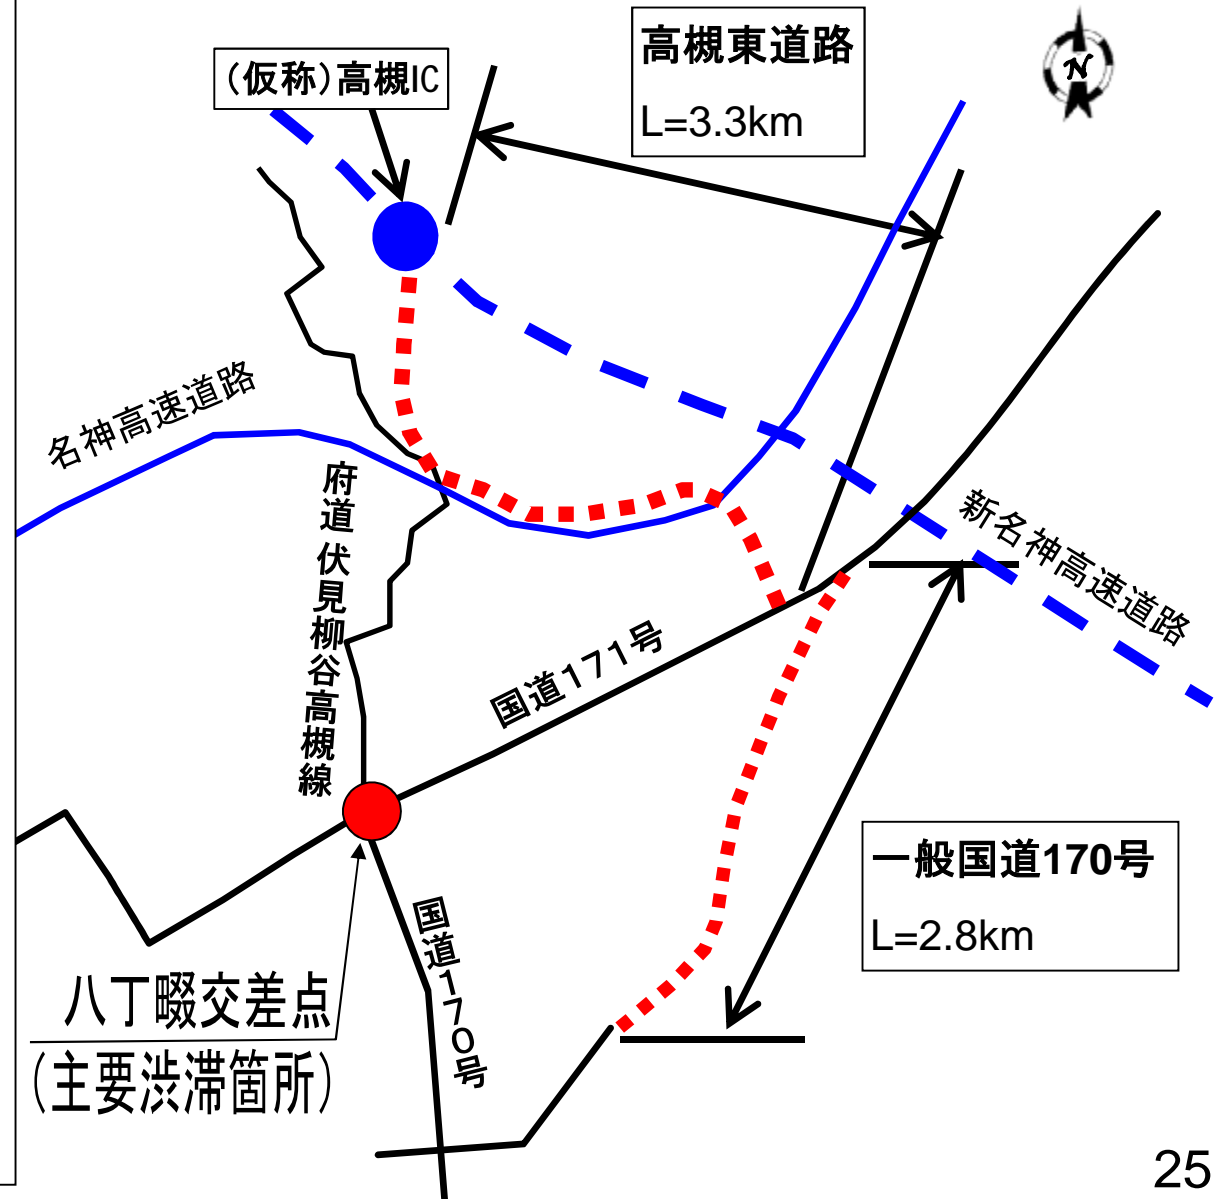 高槻東道路
L=3.3km
（仮称）高槻IC
N
名神高速道路
府道 伏見柳谷高槻線
新名神高速道路
国道171号
一般国道170号
L=2.8km
国道170号
八丁畷交差点
（主要渋滞箇所）
25